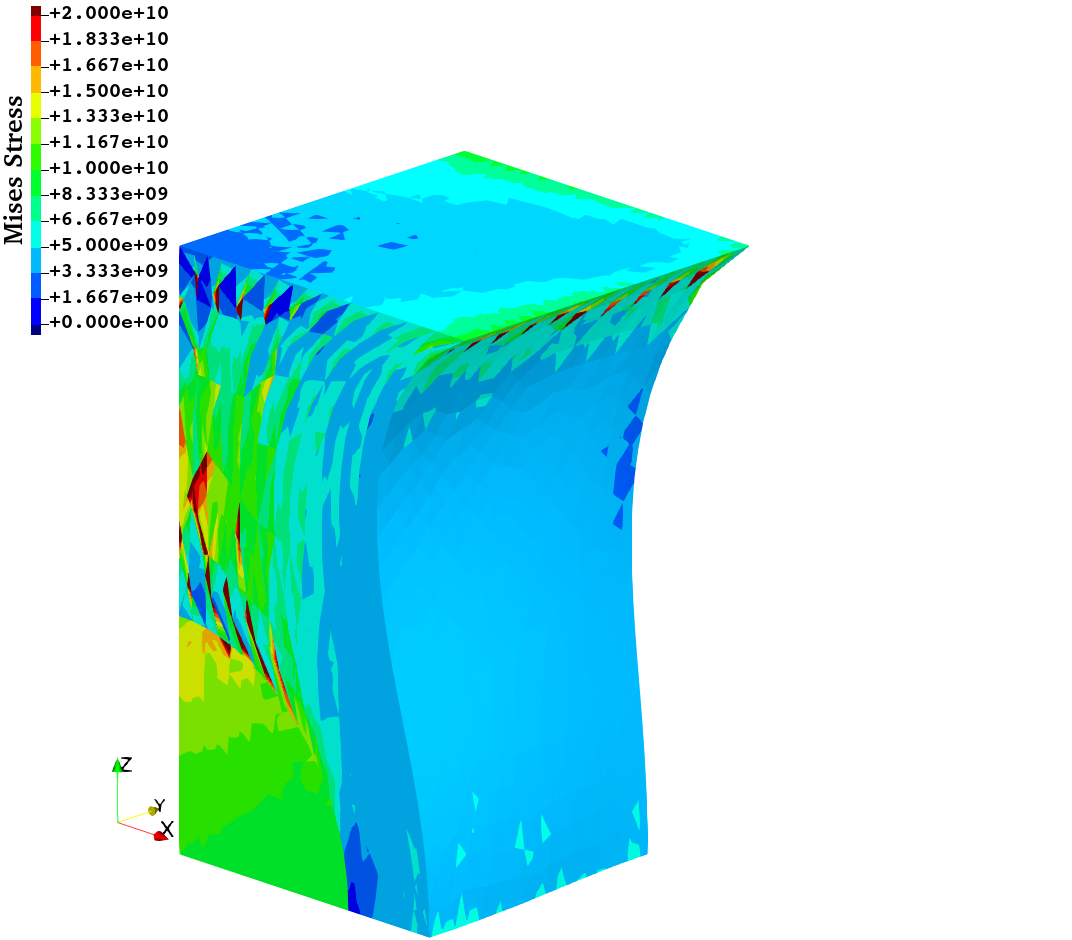 Mises Stress
+2.000e+10
+1.833e+10
+1.667e+10
+1.500e+10
+1.333e+10
+1.167e+10
+1.000e+10
+8.333e+09
+6.667e+09
+5.000e+09
+3.333e+09
+1.667e+09
+0.000e+00
Z
Y
X